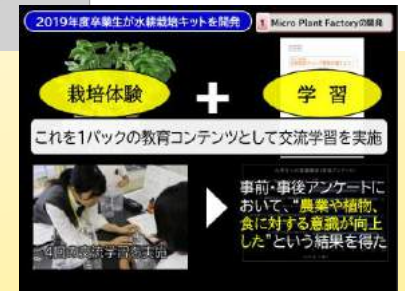 2019年度卒業生が水耕栽培キットを開発
1 Micro Plant Factoryの開発
栽培体験
+
学習
これを1パックの教育コンテンツとして交流学習を実施
4回の交流学習を実施
事前・事後アンケートに
おいて、“農業や植物、
食に対する意識が向上
した”という結果を得た